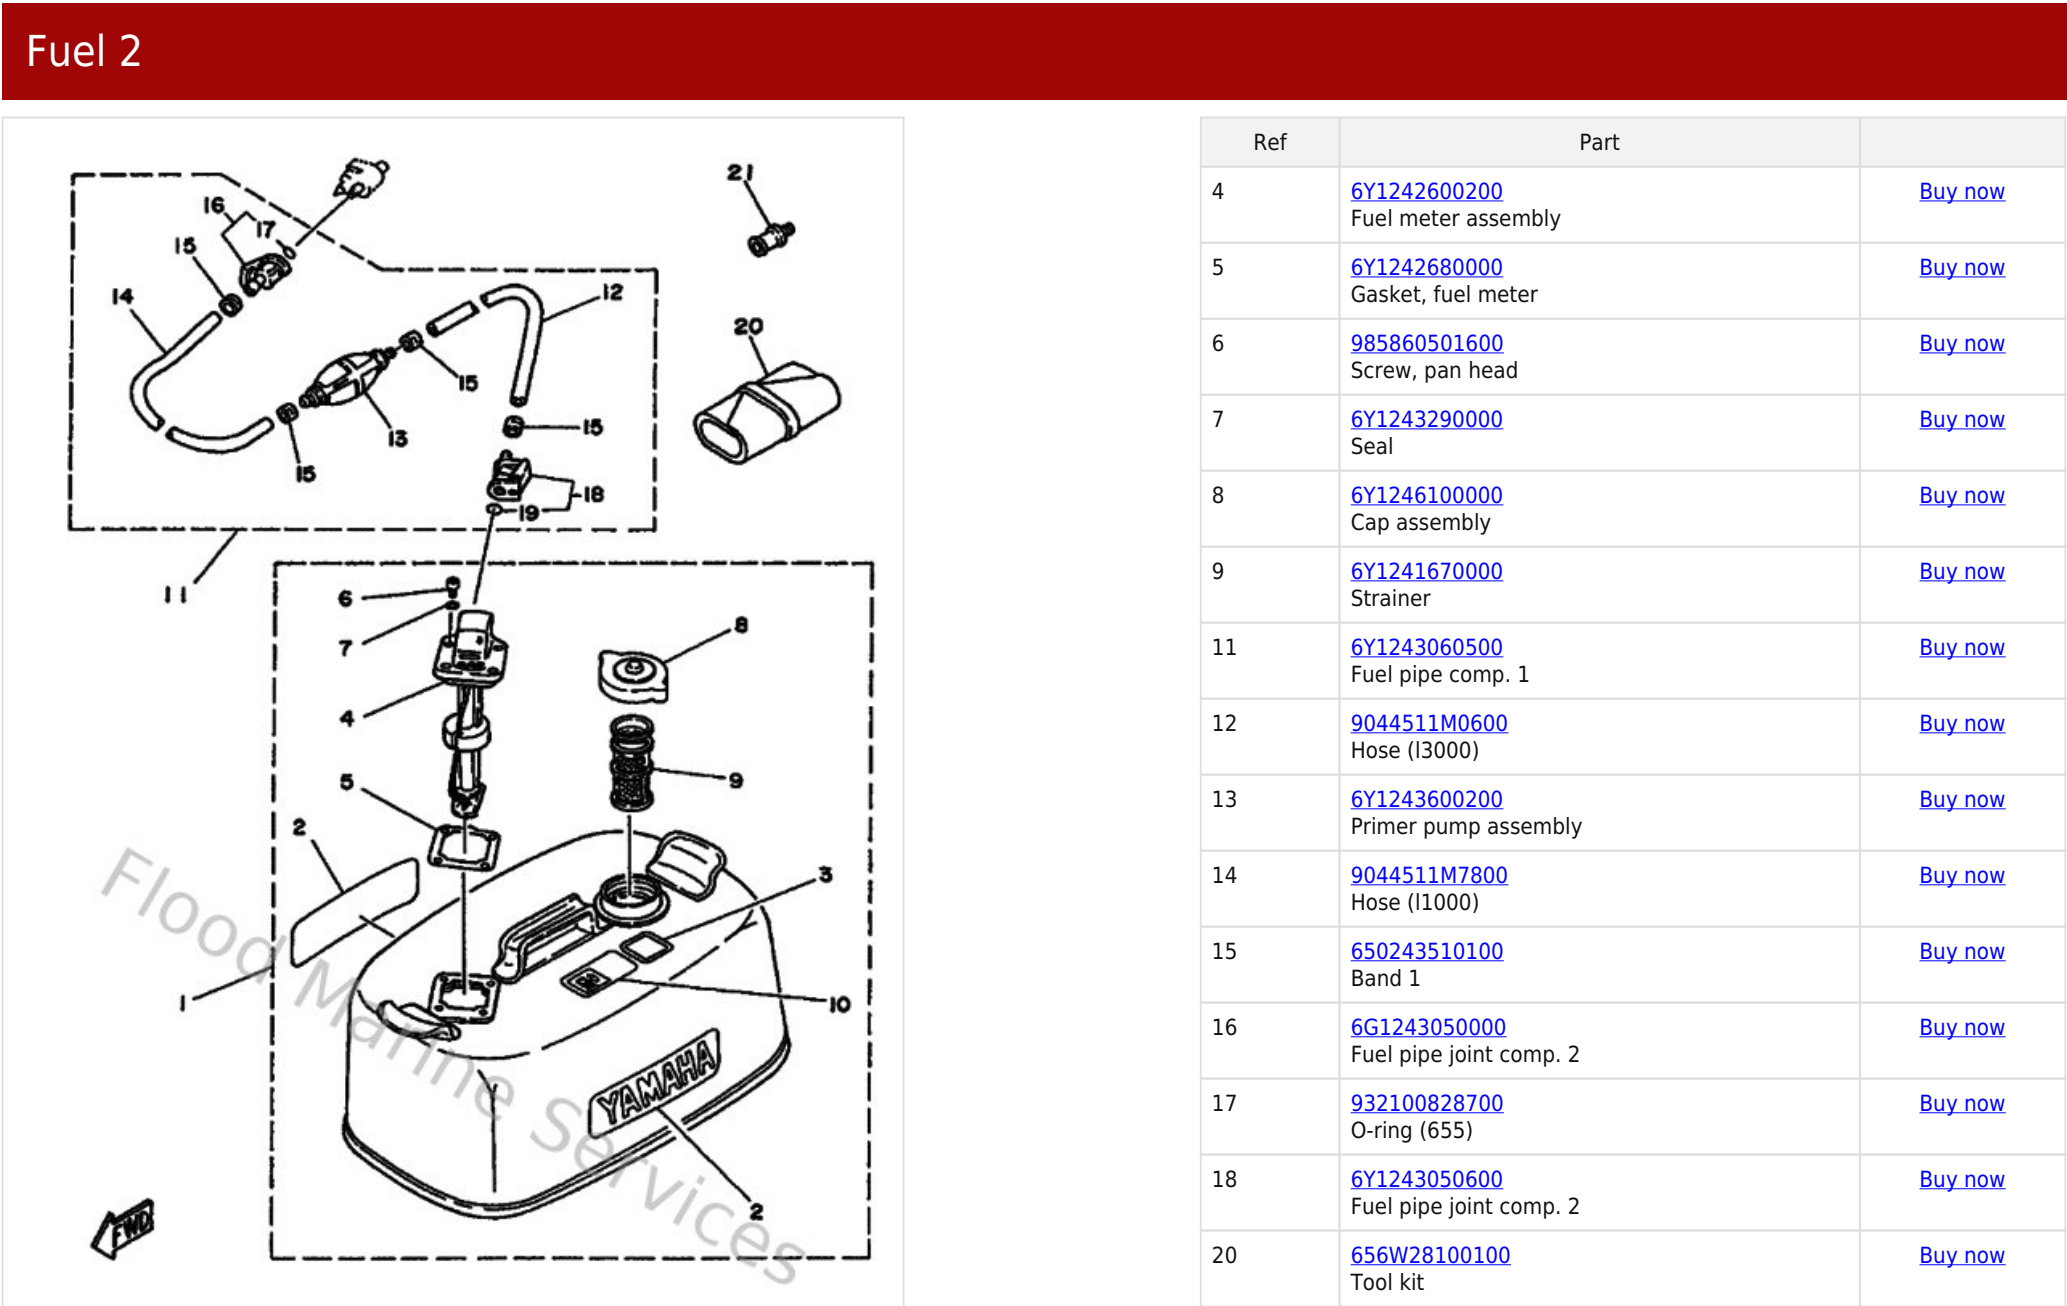 Fuel 2
21
16
17
15
14
12
20
15
13
15
15
18
19
11
6
7
8
4
9
5
2
3
1
10
YAMAHA
2
FWD
Flood Marine Services
Ref Part
4 6Y1242600200 Buy now
Fuel meter assembly
5 6Y1242680000 Buy now
Gasket, fuel meter
6 985860501600 Buy now
Screw, pan head
7 6Y1243290000 Buy now
Seal
8 6Y1246100000 Buy now
Cap assembly
9 6Y1241670000 Buy now
Strainer
11 6Y1243060500 Buy now
Fuel pipe comp. 1
12 9044511M0600 Buy now
Hose (l3000)
13 6Y1243600200 Buy now
Primer pump assembly
14 9044511M7800 Buy now
Hose (l1000)
15 650243510100 Buy now
Band 1
16 6G1243050000 Buy now
Fuel pipe joint comp. 2
17 932100828700 Buy now
O-ring (655)
18 6Y1243050600 Buy now
Fuel pipe joint comp. 2
20 656W28100100 Buy now
Tool kit